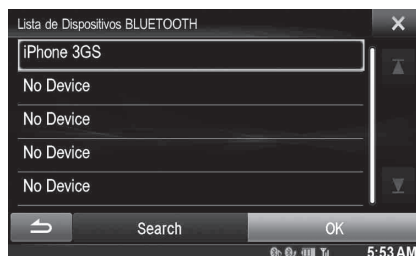 Lista de Dispositivos BLUETOOTH
iPhone 3GS
No Device
No Device
No Device
No Device
Search
OK
5:53 AM